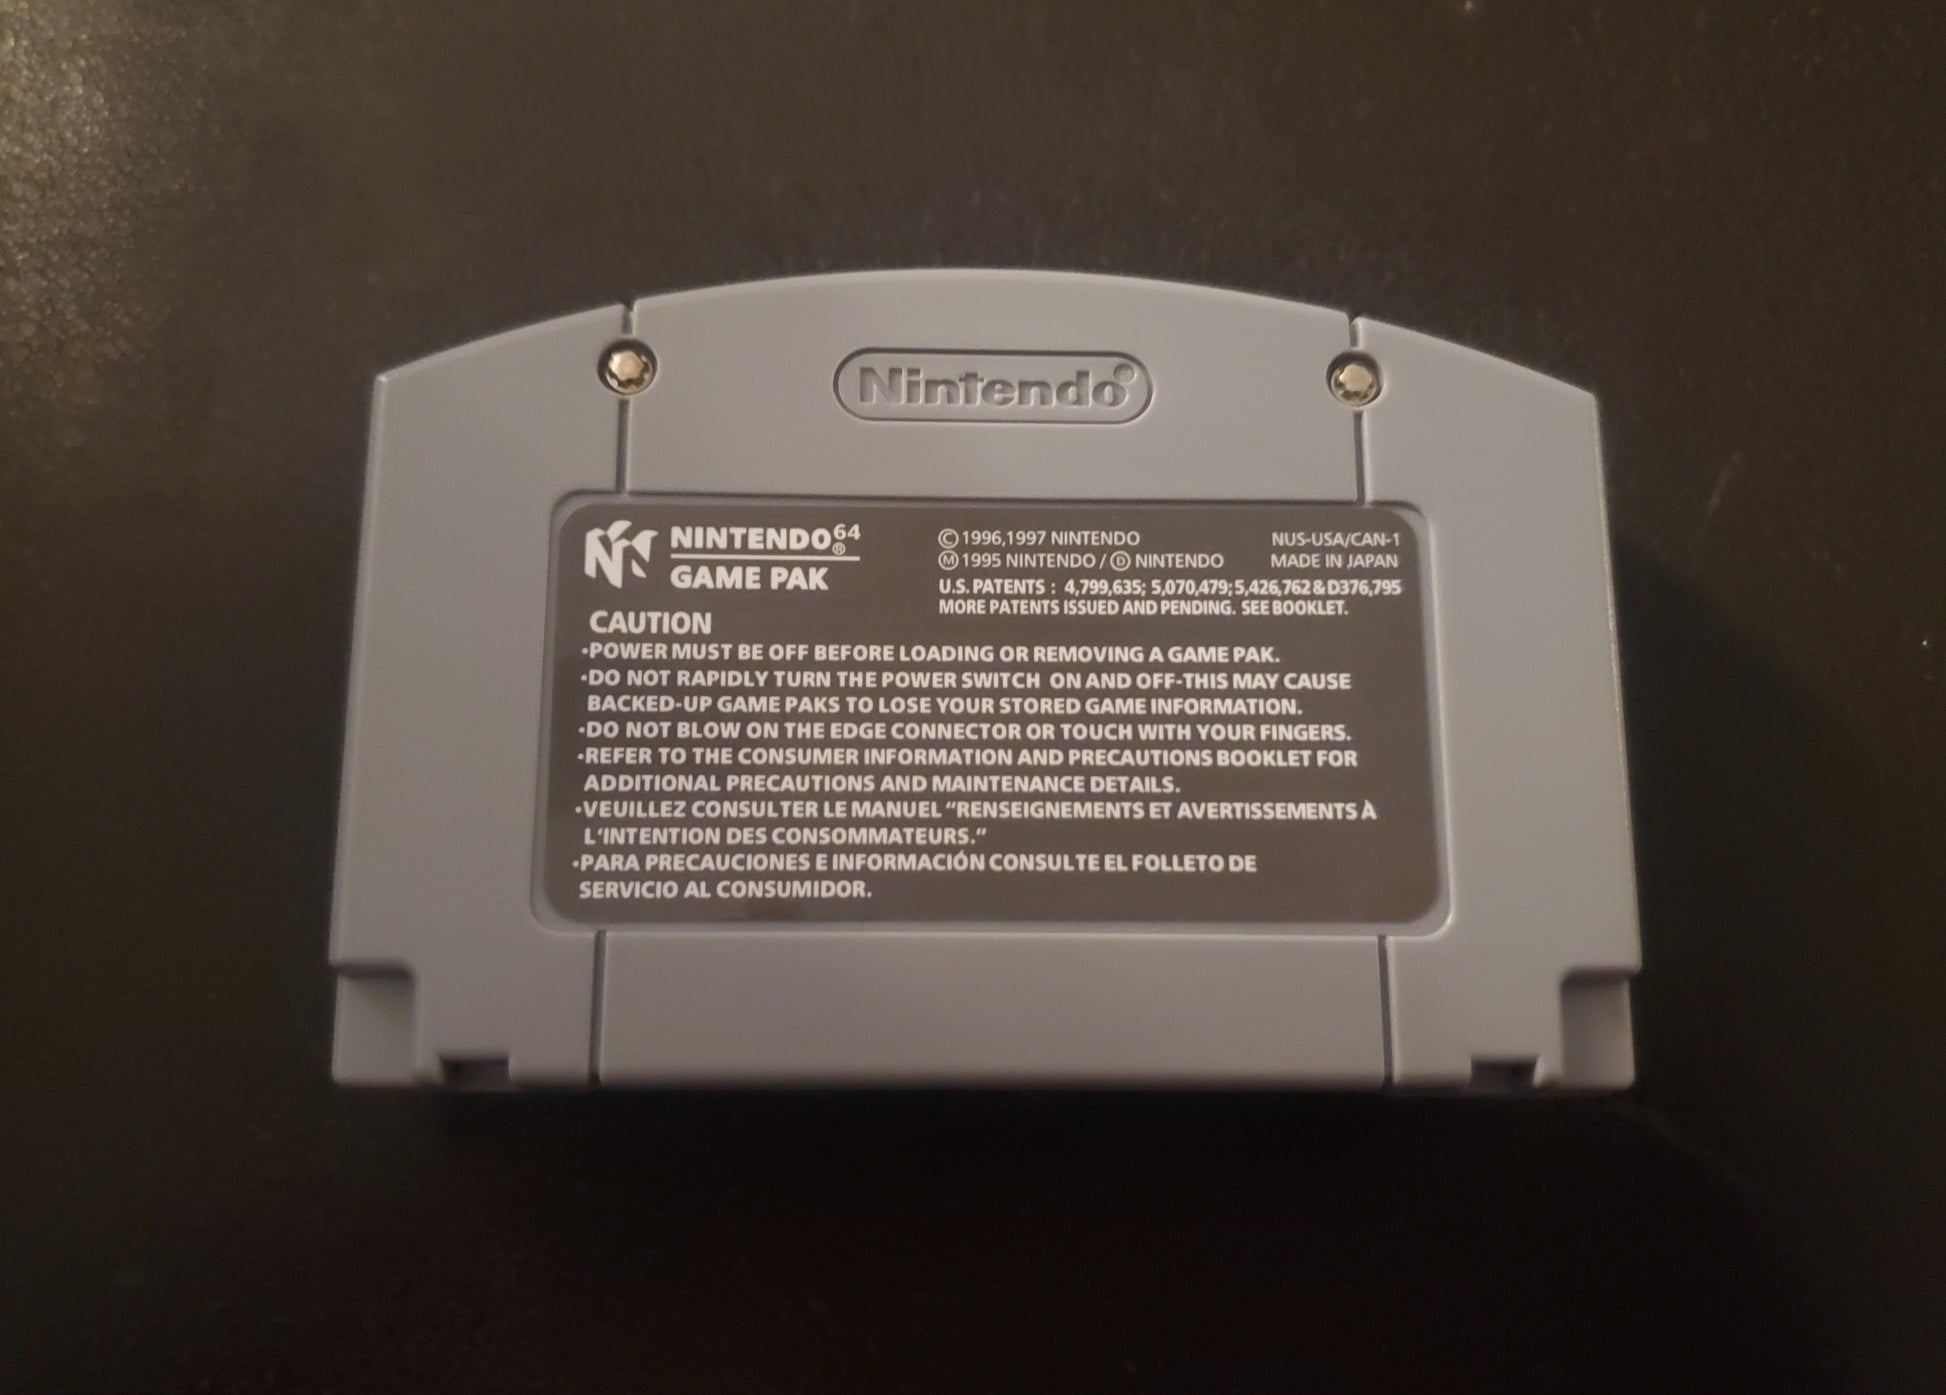 Nintendo®
NINTENDO64®
GAME PAK
©1996,1997 NINTENDO
Ⓜ1995 NINTENDO / Ⓓ NINTENDO
NUS-USA/CAN-1
MADE IN JAPAN
U.S. PATENTS : 4,799,635; 5,070,479; 5,426,762 & D376,795
MORE PATENTS ISSUED AND PENDING. SEE BOOKLET.
CAUTION
•POWER MUST BE OFF BEFORE LOADING OR REMOVING A GAME PAK.
•DO NOT RAPIDLY TURN THE POWER SWITCH ON AND OFF-THIS MAY CAUSE
BACKED-UP GAME PAKS TO LOSE YOUR STORED GAME INFORMATION.
•DO NOT BLOW ON THE EDGE CONNECTOR OR TOUCH WITH YOUR FINGERS.
•REFER TO THE CONSUMER INFORMATION AND PRECAUTIONS BOOKLET FOR
ADDITIONAL PRECAUTIONS AND MAINTENANCE DETAILS.
•VEUILLEZ CONSULTER LE MANUEL “RENSEIGNEMENTS ET AVERTISSEMENTS À
L'INTENTION DES CONSOMMATEURS.”
•PARA PRECAUCIONES E INFORMACIÓN CONSULTE EL FOLLETO DE
SERVICIO AL CONSUMIDOR.